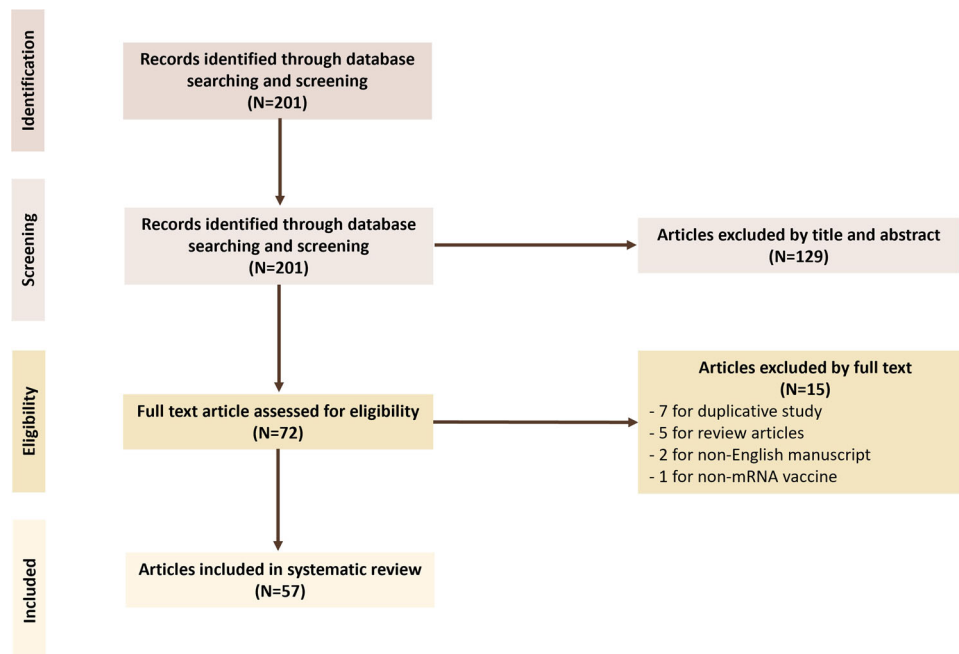 Identification
Records identified through database
searching and screening
(N=201)
Screening
Records identified through database
searching and screening
(N=201)
Articles excluded by title and abstract
(N=129)
Eligibility
Full text article assessed for eligibility
(N=72)
Articles excluded by full text
(N=15)
- 7 for duplicative study
- 5 for review articles
- 2 for non-English manuscript
- 1 for non-mRNA vaccine
Included
Articles included in systematic review
(N=57)